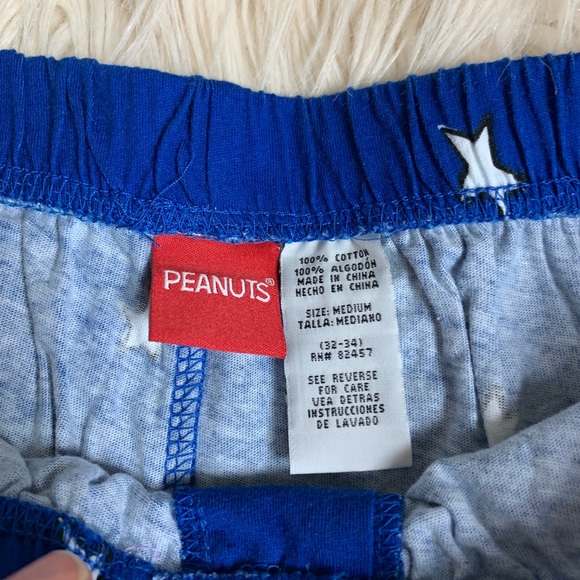 PEANUTS®
100% COTTON
100% ALGODÓN
MADE IN CHINA
HECHO EN CHINA
SIZE: MEDIUM
TALLA: MEDIANO
(32-34)
RN# 82457
SEE REVERSE
FOR CARE
VEA DETRAS
INSTRUCCIONES
DE LAVADO